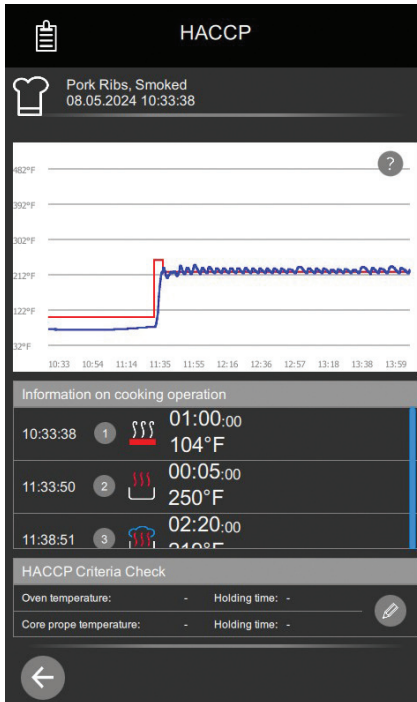 HACCP
Pork Ribs, Smoked
08.05.2024 10:33:38
?
482°F
392°F
302°F
212°F
122°F
32°F
10:33 10:54 11:14 11:35 11:55 12:16 12:36 12:57 13:18 13:38 13:59
Information on cooking operation
10:33:38 1 01:00:00
104°F
11:33:50 2 00:05:00
250°F
11:38:51 3 02:20:00
HACCP Criteria Check
Oven temperature: - Holding time: -
Core prope temperature: - Holding time: -